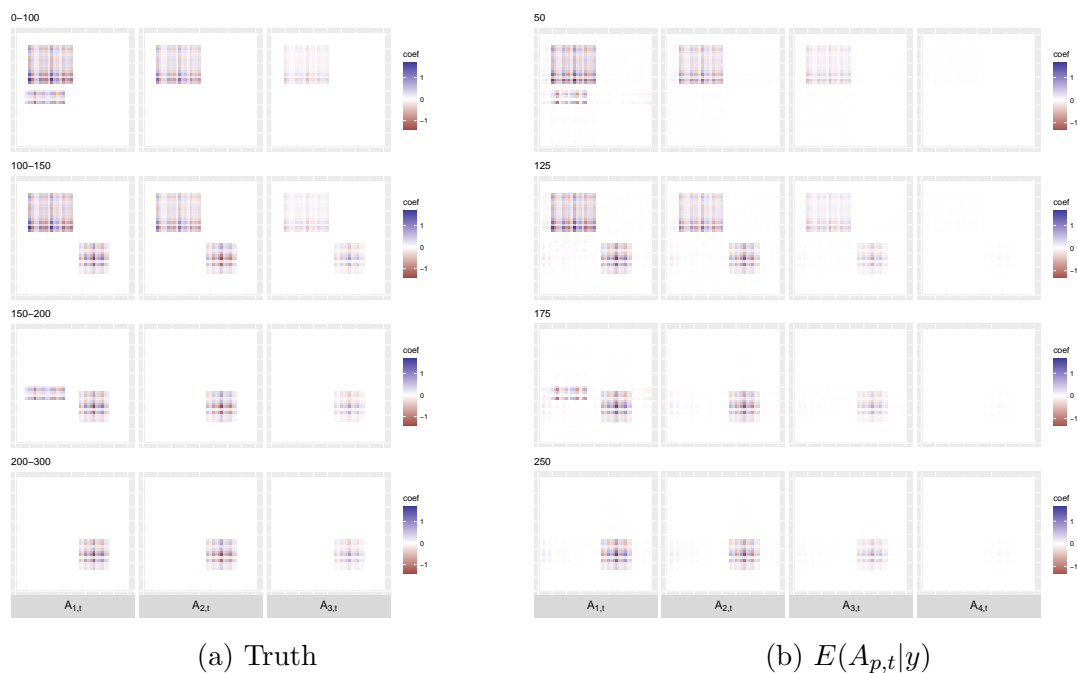 0–100
coef
1
0
−1
100–150
coef
1
0
−1
150–200
coef
1
0
−1
200–300
coef
1
0
−1
A1,t A2,t A3,t
(a) Truth
50
coef
1
0
−1
125
coef
1
0
−1
175
coef
1
0
−1
250
coef
1
0
−1
A1,t A2,t A3,t A4,t
(b) E(Ap,t|y)